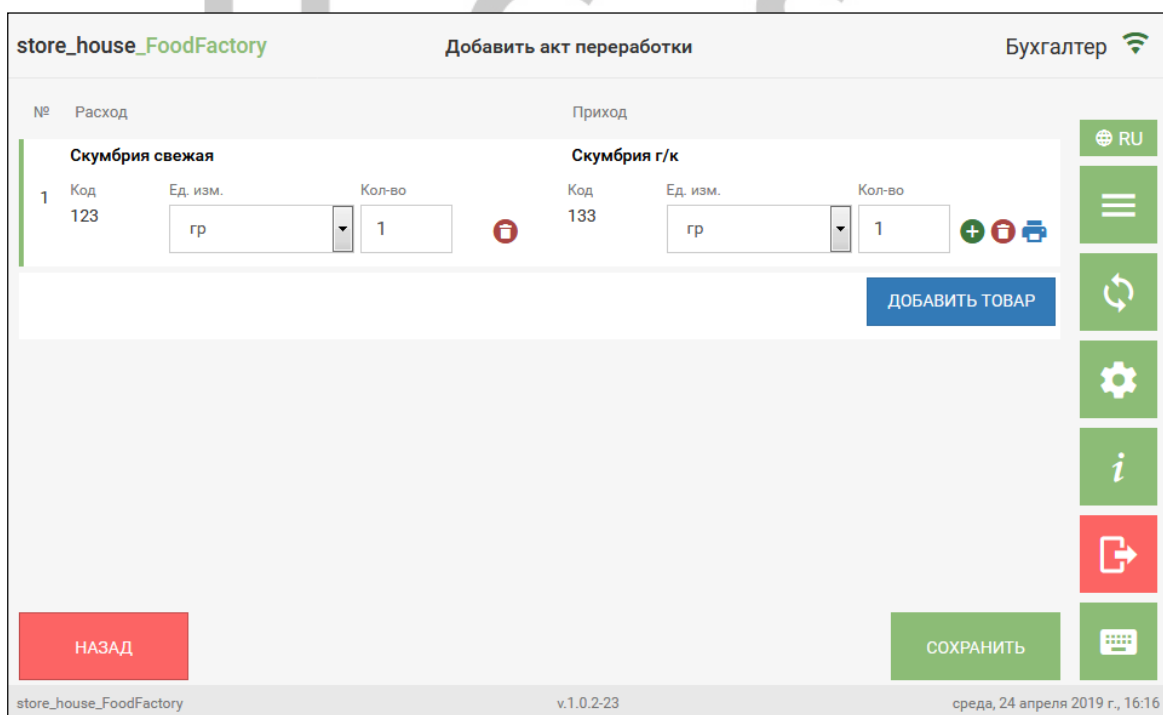 store_house_FoodFactory Добавить акт переработки Бухгалтер
№ Расход Приход
RU
Скумбрия свежая Скумбрия г/к
1 Код Ед. изм. Кол-во Код Ед. изм. Кол-во
123 гр 1 133 гр 1
ДОБАВИТЬ ТОВАР
i
НАЗАД СОХРАНИТЬ
store_house_FoodFactory v.1.0.2-23 среда, 24 апреля 2019 г., 16:16